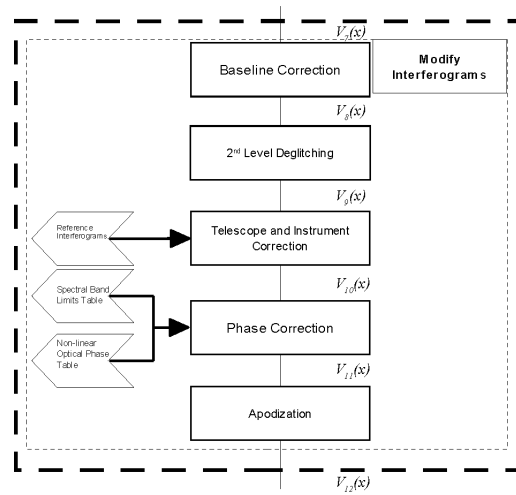 V7(x)
Modify
Interferograms
Baseline Correction
V8(x)
2nd Level Deglitching
V9(x)
Reference
Interferograms
Telescope and Instrument
Correction
Spectral Band
Limits Table
V10(x)
Phase Correction
Non-linear
Optical Phase
Table
V11(x)
Apodization
V12(x)